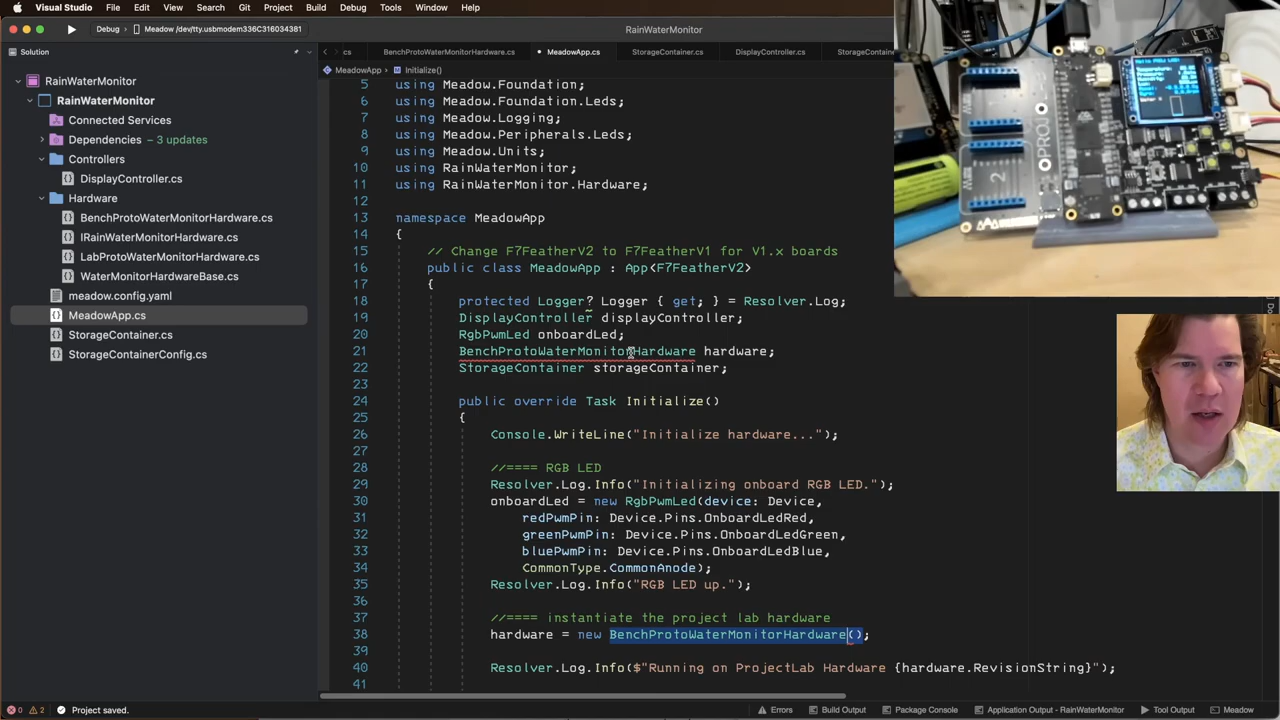 Visual Studio File Edit View Search Git Project Build Debug Tools Window Help
Debug Meadow /dev/tty.usbmodem336C316034381 RainWaterMonitor
Solution
.cs BenchProtoWaterMonitorHardware.cs MeadowApp.cs StorageContainer.cs DisplayController.cs StorageContaine
MeadowApp Initialize()
RainWaterMonitor
RainWaterMonitor
Connected Services
Dependencies – 3 updates
Controllers
DisplayController.cs
Hardware
BenchProtoWaterMonitorHardware.cs
IRainWaterMonitorHardware.cs
LabProtoWaterMonitorHardware.cs
WaterMonitorHardwareBase.cs
meadow.config.yaml
MeadowApp.cs
StorageContainer.cs
StorageContainerConfig.cs
5 using Meadow.Foundation;
6 using Meadow.Foundation.Leds;
7 using Meadow.Logging;
8 using Meadow.Peripherals.Leds;
9 using Meadow.Units;
10 using RainWaterMonitor;
11 using RainWaterMonitor.Hardware;
12
13 namespace MeadowApp
14 {
15 // Change F7FeatherV2 to F7FeatherV1 for V1.x boards
16 public class MeadowApp : App<F7FeatherV2>
17 {
18 protected Logger? Logger { get; } = Resolver.Log;
19 DisplayController displayController;
20 RgbPwmLed onboardLed;
21 BenchProtoWaterMonitorHardware hardware;
22 StorageContainer storageContainer;
23
24 public override Task Initialize()
25 {
26 Console.WriteLine("Initialize hardware...");
27
28 //==== RGB LED
29 Resolver.Log.Info("Initializing onboard RGB LED.");
30 onboardLed = new RgbPwmLed(device: Device,
31 redPwmPin: Device.Pins.OnboardLedRed,
32 greenPwmPin: Device.Pins.OnboardLedGreen,
33 bluePwmPin: Device.Pins.OnboardLedBlue,
34 CommonType.CommonAnode);
35 Resolver.Log.Info("RGB LED up.");
36
37 //==== instantiate the project lab hardware
38 hardware = new BenchProtoWaterMonitorHardware();
39
40 Resolver.Log.Info($"Running on ProjectLab Hardware {hardware.RevisionString}");
41
0 2 Project saved. Errors Build Output Package Console Application Output - RainWaterMonitor Tool Output Meadow
1
2